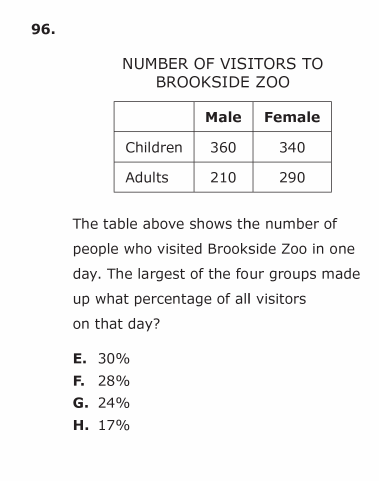 96.
NUMBER OF VISITORS TO
BROOKSIDE ZOO
Male Female
Children 360 340
Adults 210 290
The table above shows the number of
people who visited Brookside Zoo in one
day. The largest of the four groups made
up what percentage of all visitors
on that day?
E. 30%
F. 28%
G. 24%
H. 17%